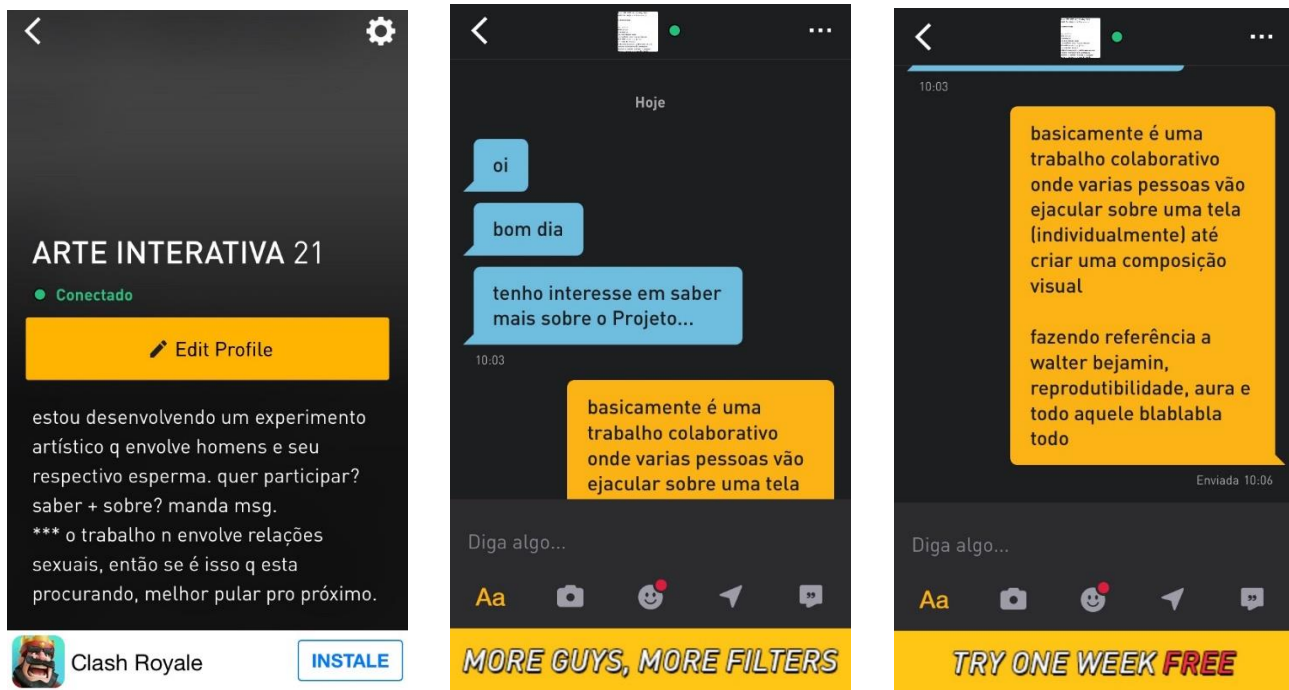 ARTE INTERATIVA 21
Conectado
Edit Profile
estou desenvolvendo um experimento
artístico q envolve homens e seu
respectivo esperma. quer participar?
saber + sobre? manda msg.
*** o trabalho n envolve relações
sexuais, então se é isso q esta
procurando, melhor pular pro próximo.
Clash Royale
INSTALE
Hoje
oi
bom dia
tenho interesse em saber
mais sobre o Projeto...
10:03
basicamente é uma
trabalho colaborativo
onde varias pessoas vão
ejacular sobre uma tela
Diga algo...
Aa
MORE GUYS, MORE FILTERS
10:03
basicamente é uma
trabalho colaborativo
onde varias pessoas vão
ejacular sobre uma tela
(individualmente) até
criar uma composição
visual
fazendo referência a
walter bejamin,
reprodutibilidade, aura e
todo aquele blablabla
todo
Enviada 10:06
Diga algo...
Aa
TRY ONE WEEK FREE